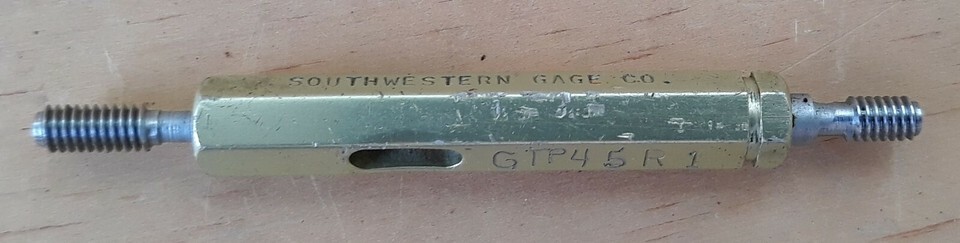 SOUTHWESTERN GAGE CO.
GTP45R1